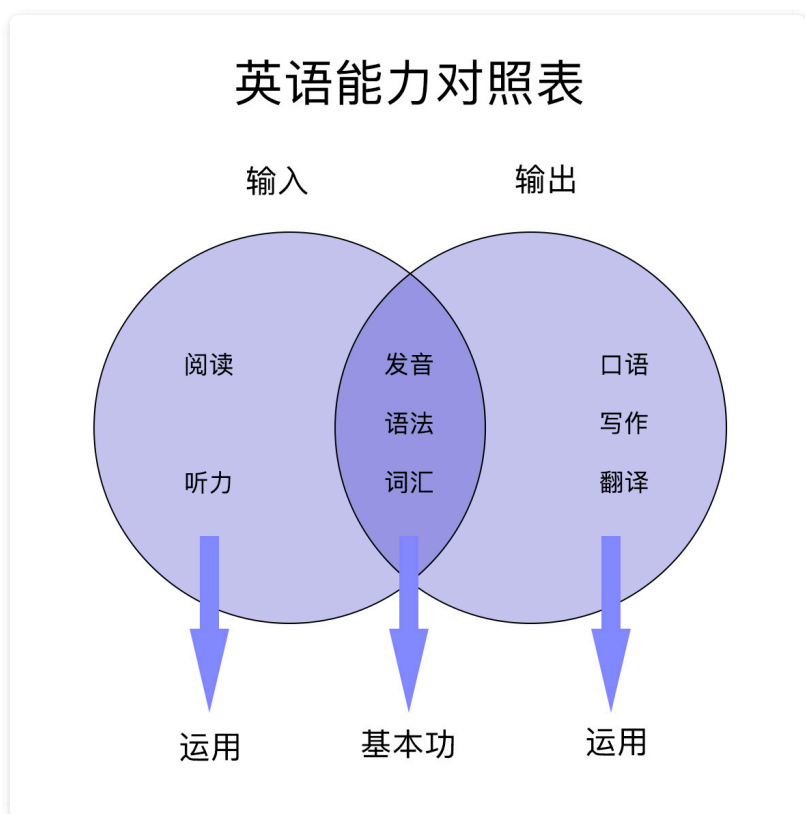 英语能力对照表
输入 输出
阅读 发音 口语
语法 写作
听力 词汇 翻译
运用 基本功 运用